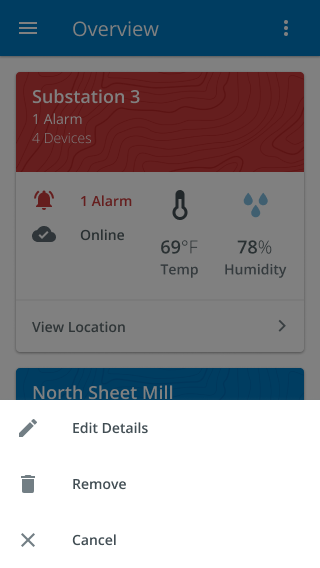 Overview
Substation 3
1 Alarm
4 Devices
1 Alarm
Online
69°F
Temp
78%
Humidity
View Location
North Sheet Mill
Edit Details
Remove
Cancel